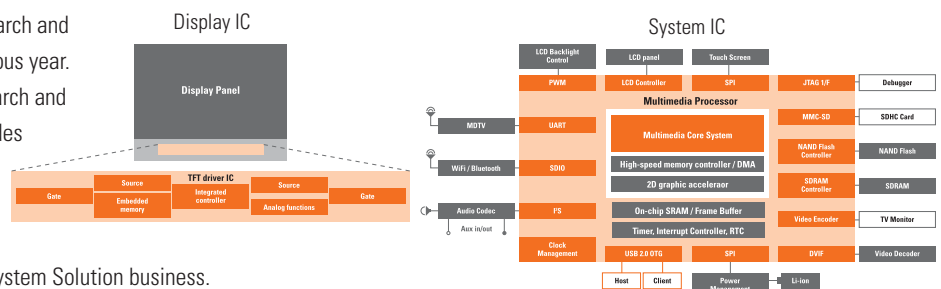 arch and
ous year.
arch and
les
ystem Solution business.
Display IC
Display Panel
TFT driver IC
Gate
Source
Embedded
memory
Integrated
controller
Source
Analog functions
Gate
System IC
LCD Backlight
Control
LCD panel
Touch Screen
PWM
LCD Controller
SPI
JTAG 1/F
Debugger
Multimedia Processor
MDTV
UART
Multimedia Core System
MMC-SD
SDHC Card
High-speed memory controller / DMA
NAND Flash
Controller
NAND Flash
WiFi / Bluetooth
SDIO
2D graphic acceleraor
SDRAM
Controller
SDRAM
Audio Codec
I²S
On-chip SRAM / Frame Buffer
Video Encoder
TV Monitor
Aux in/out
Timer, Interrupt Controller, RTC
Clock
Management
USB 2.0 OTG
SPI
DVIF
Video Decoder
Host
Client
Power
Management
Li-ion